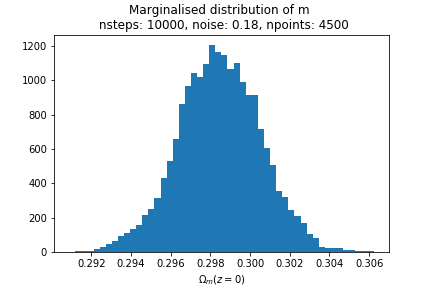 Marginalised distribution of m
nsteps: 10000, noise: 0.18, npoints: 4500
1200
1000
800
600
400
200
0
0.292 0.294 0.296 0.298 0.300 0.302 0.304 0.306
Ωₘ(z = 0)